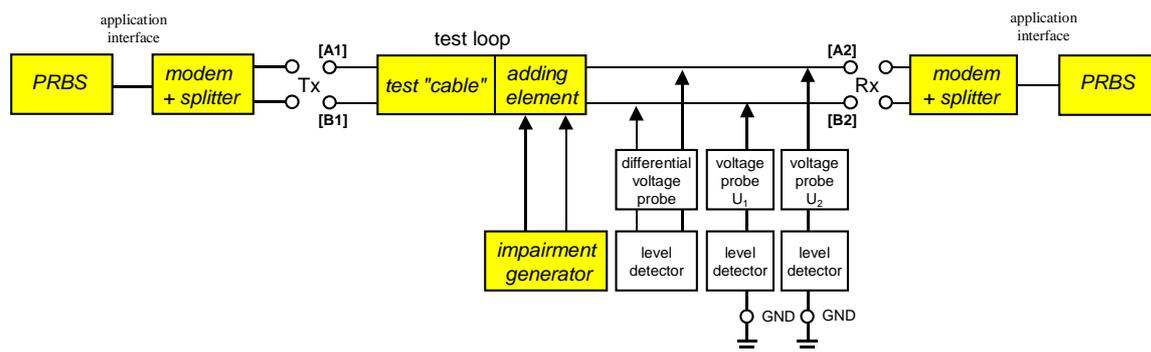 application
interface
PRBS
modem
+ splitter
Tx
[A1]
[B1]
test loop
test "cable"
adding
element
impairment
generator
differential
voltage
probe
level
detector
voltage
probe
U1
level
detector
GND
voltage
probe
U2
level
detector
GND
[A2]
[B2]
Rx
modem
+ splitter
application
interface
PRBS